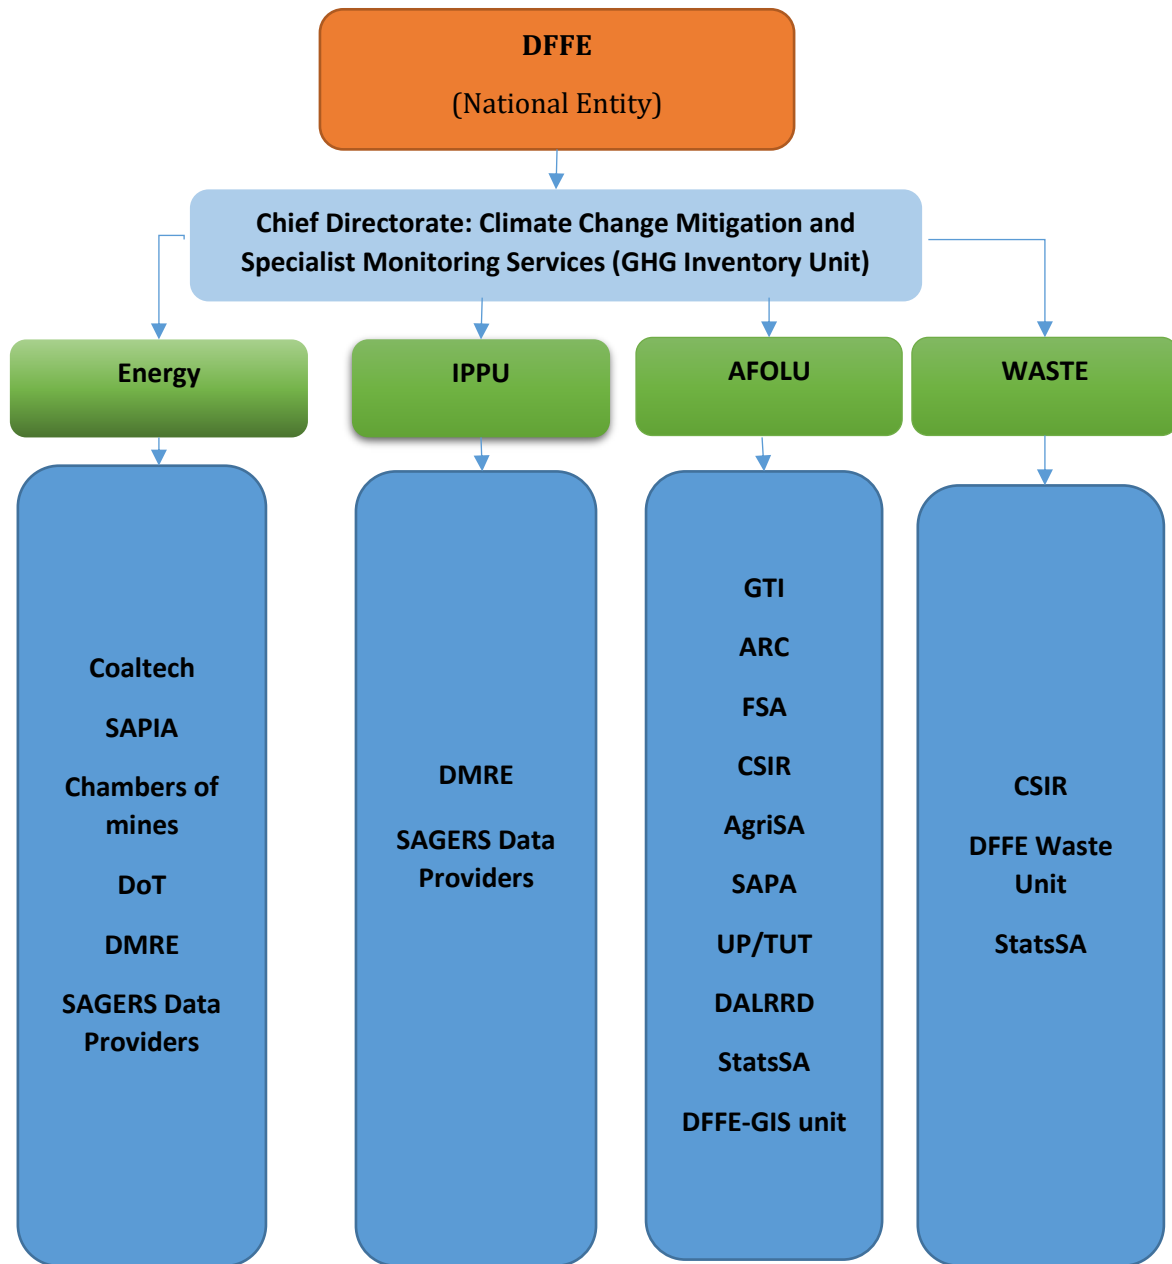 DFFE
(National Entity)
Chief Directorate: Climate Change Mitigation and
Specialist Monitoring Services (GHG Inventory Unit)
Energy
IPPU
AFOLU
WASTE
Coaltech
SAPIA
Chambers of
mines
DoT
DMRE
SAGERS Data
Providers
DMRE
SAGERS Data
Providers
GTI
ARC
FSA
CSIR
AgriSA
SAPA
UP/TUT
DALRRD
StatsSA
DFFE-GIS unit
CSIR
DFFE Waste
Unit
StatsSA